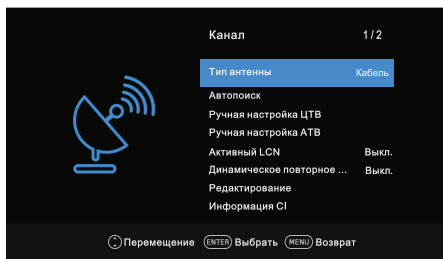 Канал 1/2
Тип антенны Кабель
Автопоиск
Ручная настройка ЦТВ
Ручная настройка АТВ
Активный LCN Выкл.
Динамическое повторное ... Выкл.
Редактирование
Информация CI
Перемещение ENTER Выбрать MENU Возврат